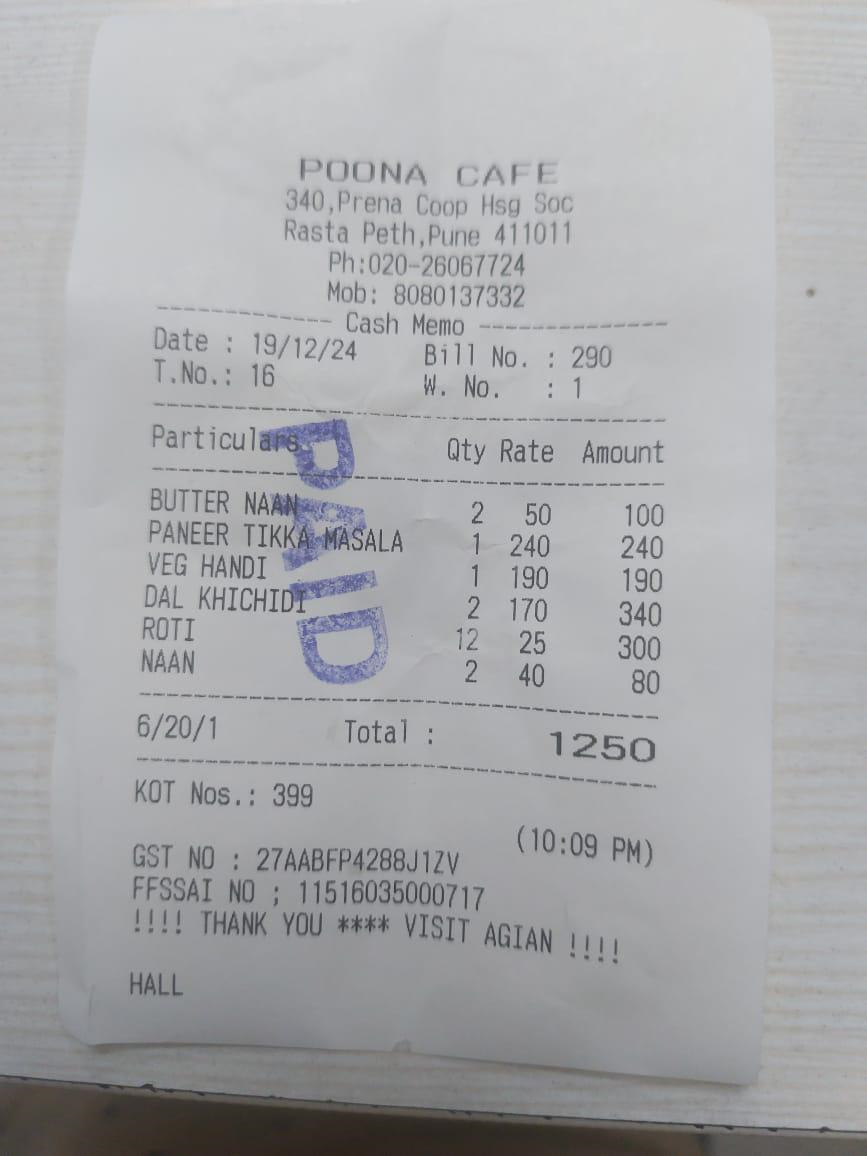 POONA CAFE
340,Prena Coop Hsg Soc
Rasta Peth,Pune 411011
Ph:020-26067724
Mob: 8080137332
Cash Memo
Date : 19/12/24 Bill No. : 290
T.No.: 16 W. No. : 1
Particulars Qty Rate Amount
BUTTER NAAN 2 50 100
PANEER TIKKA MASALA 1 240 240
VEG HANDI 1 190 190
DAL KHICHIDI 2 170 340
ROTI 12 25 300
NAAN 2 40 80
PAID
6/20/1 Total : 1250
KOT Nos.: 399
(10:09 PM)
GST NO : 27AABFP4288J1ZV
FFSSAI NO ; 11516035000717
!!!! THANK YOU **** VISIT AGIAN !!!!
HALL